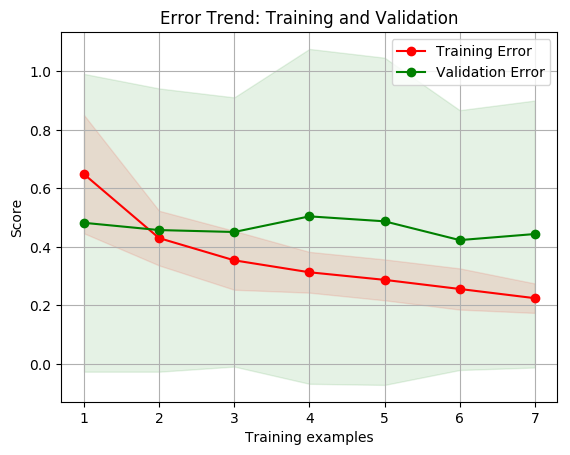 Error Trend: Training and Validation
Training Error
Validation Error
1.0
0.8
0.6
0.4
0.2
0.0
Score
1 2 3 4 5 6 7
Training examples